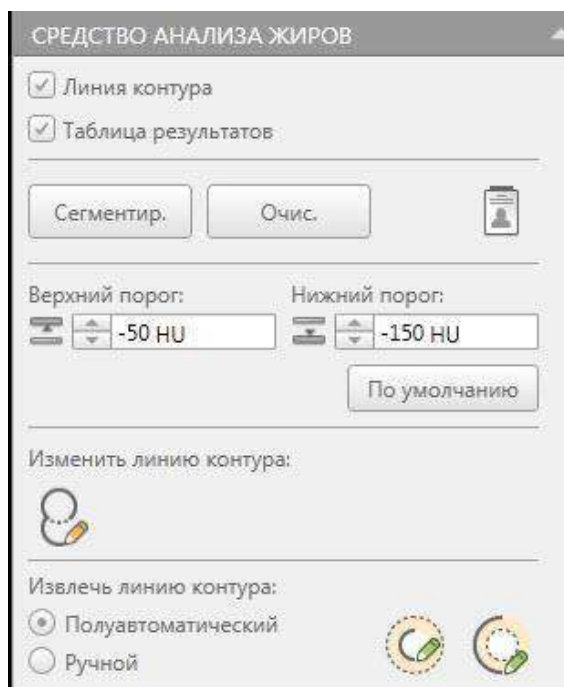 СРЕДСТВО АНАЛИЗА ЖИРОВ
Линия контура
Таблица результатов
Сегментир. Очис.
Верхний порог: Нижний порог:
-50 HU -150 HU
По умолчанию
Изменить линию контура:
Извлечь линию контура:
Полуавтоматический
Ручной